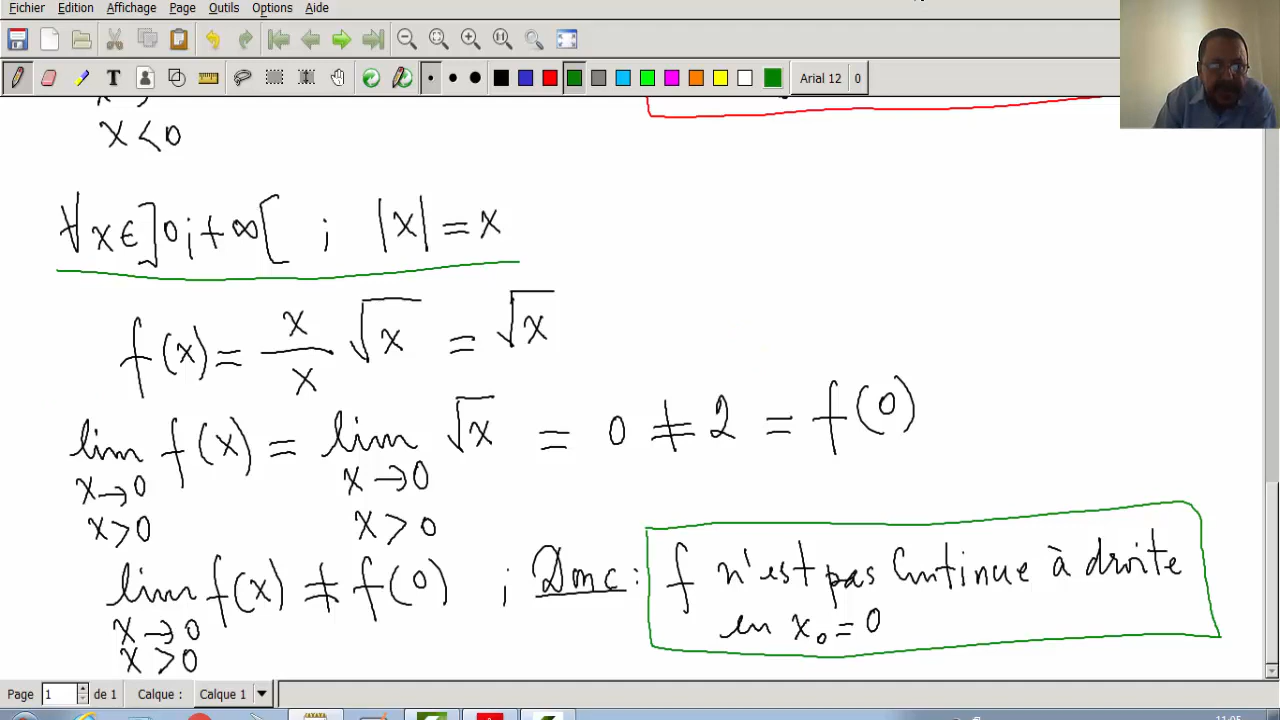 Fichier Edition Affichage Page Outils Options Aide
Arial 12 0
x < 0
∀x∈]0;+∞[ ; |x| = x
f(x) = x/x √x = √x
lim f(x) = lim √x = 0 ≠ 2 = f(0)
x→0 x→0
x>0 x>0
lim f(x) ≠ f(0) ; Donc : f n'est pas Continue à droite
x→0 en x₀ = 0
x>0
Page 1 de 1 Calque : Calque 1